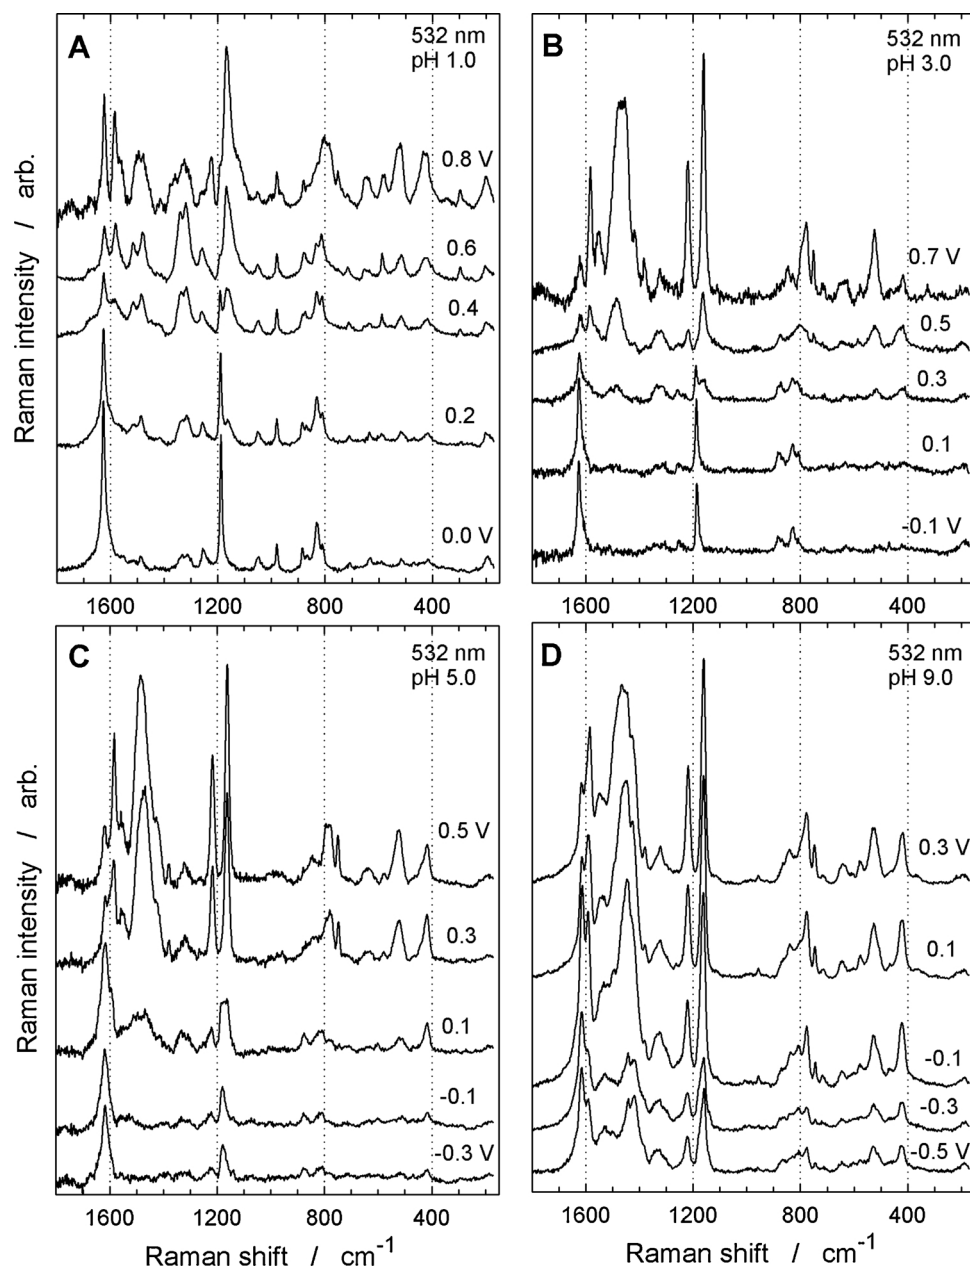 A
532 nm
pH 1.0
0.8 V
0.6
0.4
0.2
0.0 V
1600 1200 800 400
Raman intensity / arb.
B
532 nm
pH 3.0
0.7 V
0.5
0.3
0.1
-0.1 V
1600 1200 800 400
C
532 nm
pH 5.0
0.5 V
0.3
0.1
-0.1
-0.3 V
1600 1200 800 400
Raman shift / cm-1
Raman intensity / arb.
D
532 nm
pH 9.0
0.3 V
0.1
-0.1
-0.3
-0.5 V
1600 1200 800 400
Raman shift / cm-1